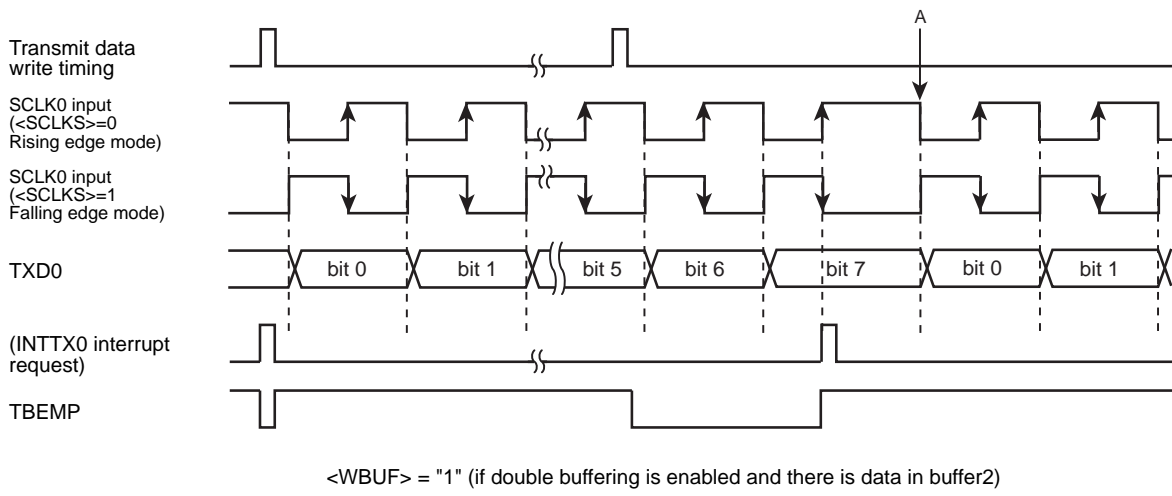 A
Transmit data
write timing
SCLK0 input
(<SCLKS>=0
Rising edge mode)
SCLK0 input
(<SCLKS>=1
Falling edge mode)
TXD0
bit 0
bit 1
bit 5
bit 6
bit 7
bit 0
bit 1
(INTTX0 interrupt
request)
TBEMP
<WBUF> = "1" (if double buffering is enabled and there is data in buffer2)